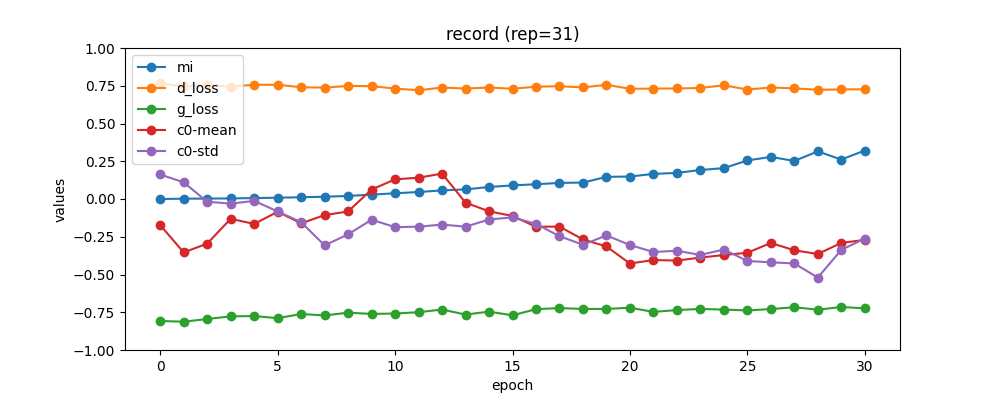 record (rep=31)
1.00
0.75
0.50
0.25
0.00
−0.25
−0.50
−0.75
−1.00
values
mi
d_loss
g_loss
c0-mean
c0-std
0
5
10
15
20
25
30
epoch